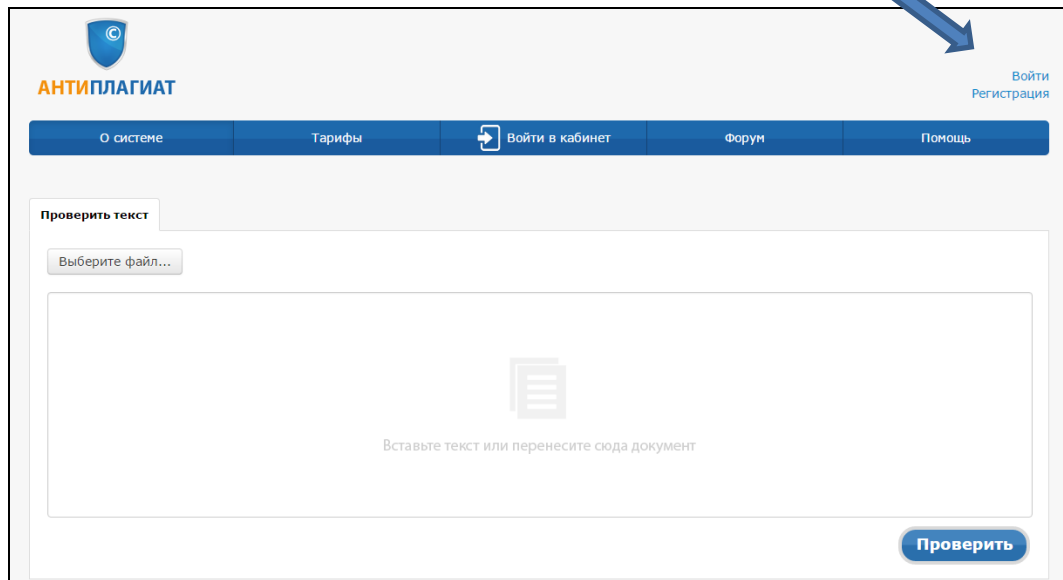 ©
АНТИПЛАГИАТ
Войти
Регистрация
О системе
Тарифы
Войти в кабинет
Форум
Помощь
Проверить текст
Выберите файл...
Вставьте текст или перенесите сюда документ
Проверить